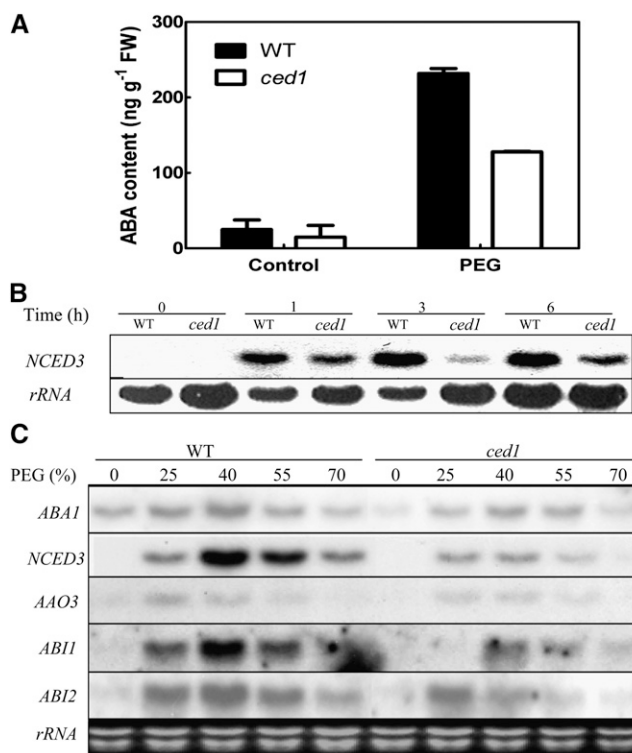 A
ABA content (ng g-1 FW)
300
200
100
0
WT
ced1
Control
PEG
B
Time (h)
0
1
3
6
WT ced1 WT ced1 WT ced1 WT ced1
NCED3
rRNA
C
WT
ced1
PEG (%) 0 25 40 55 70 0 25 40 55 70
ABA1
NCED3
AAO3
ABI1
ABI2
rRNA